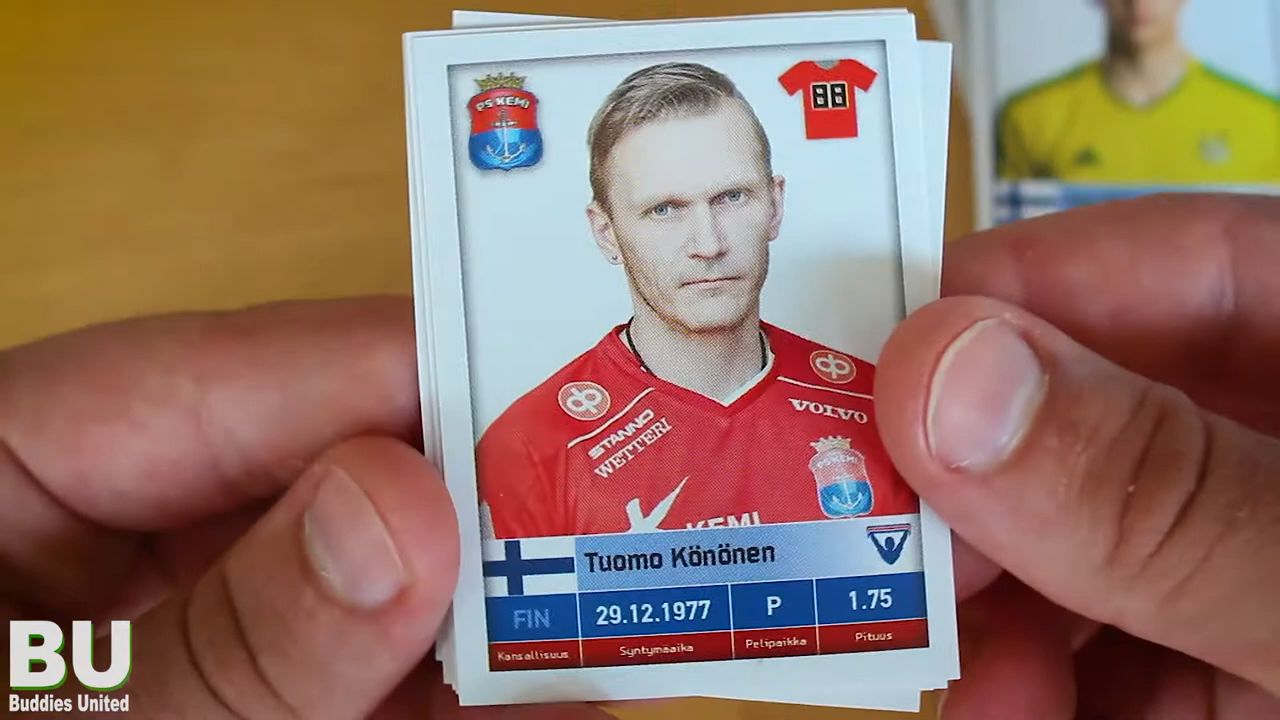 PS KEMI
88
STANNO
WETTERI
VOLVO
PS KEMI
KEMI
Tuomo Könönen
FIN
29.12.1977
P
1.75
Kansallisuus
Syntymäaika
Pelipaikka
Pituus
BU
Buddies United